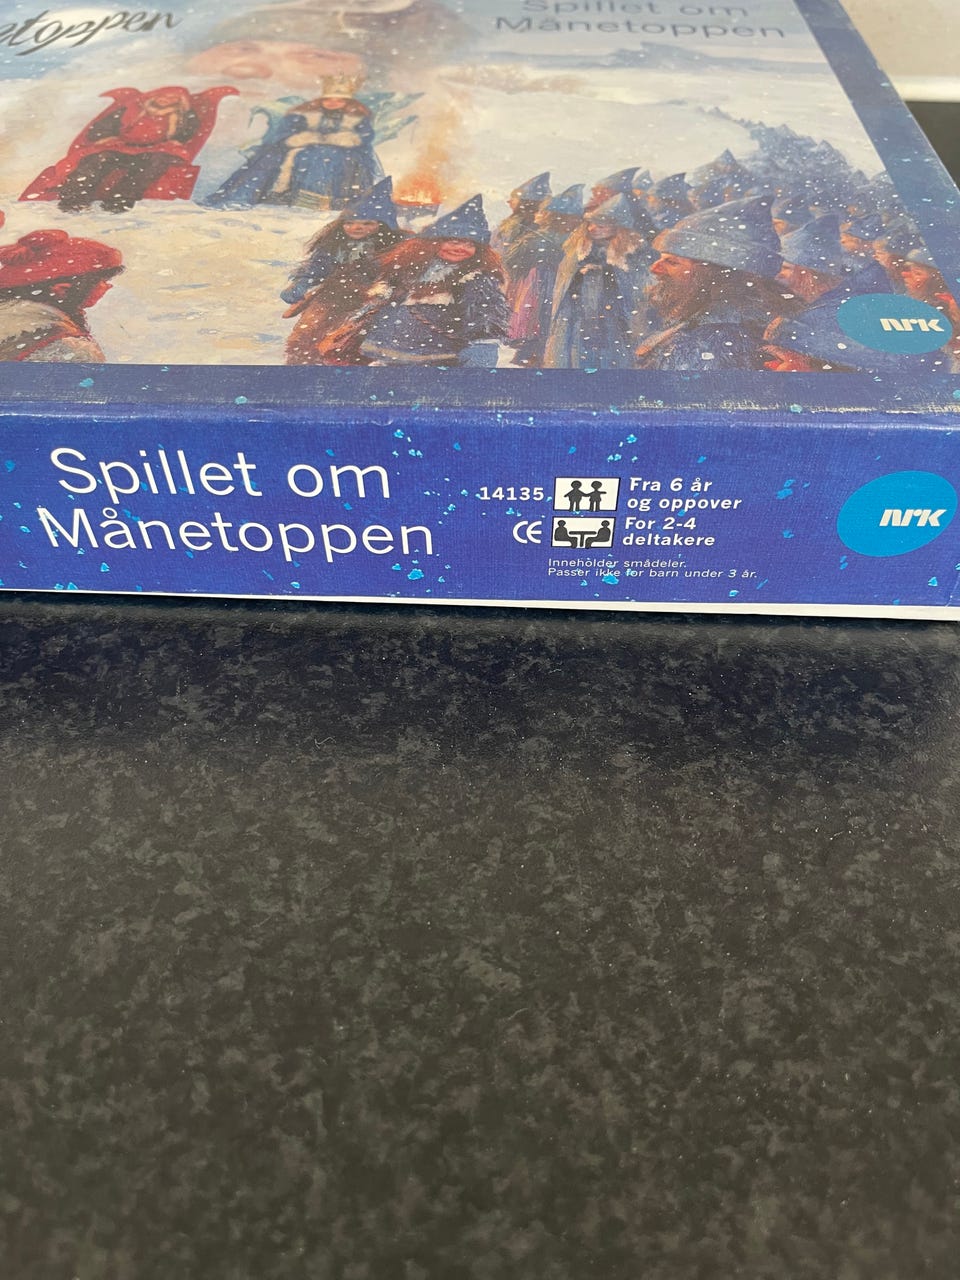 Spillet om
Månetoppen
nrk
Spillet om
Månetoppen
14135
Fra 6 år
og oppover
CE
For 2-4
deltakere
Inneholder smådeler.
Passer ikke for barn under 3 år.
nrk